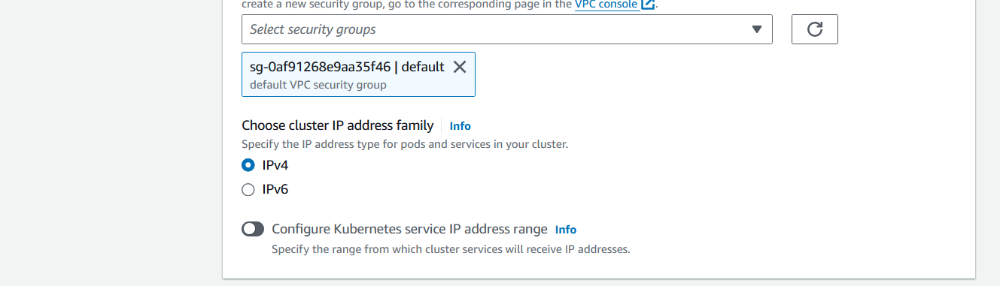 create a new security group, go to the corresponding page in the VPC console.
Select security groups
sg-0af91268e9aa35f46 | default
default VPC security group
Choose cluster IP address family Info
Specify the IP address type for pods and services in your cluster.
IPv4
IPv6
Configure Kubernetes service IP address range Info
Specify the range from which cluster services will receive IP addresses.